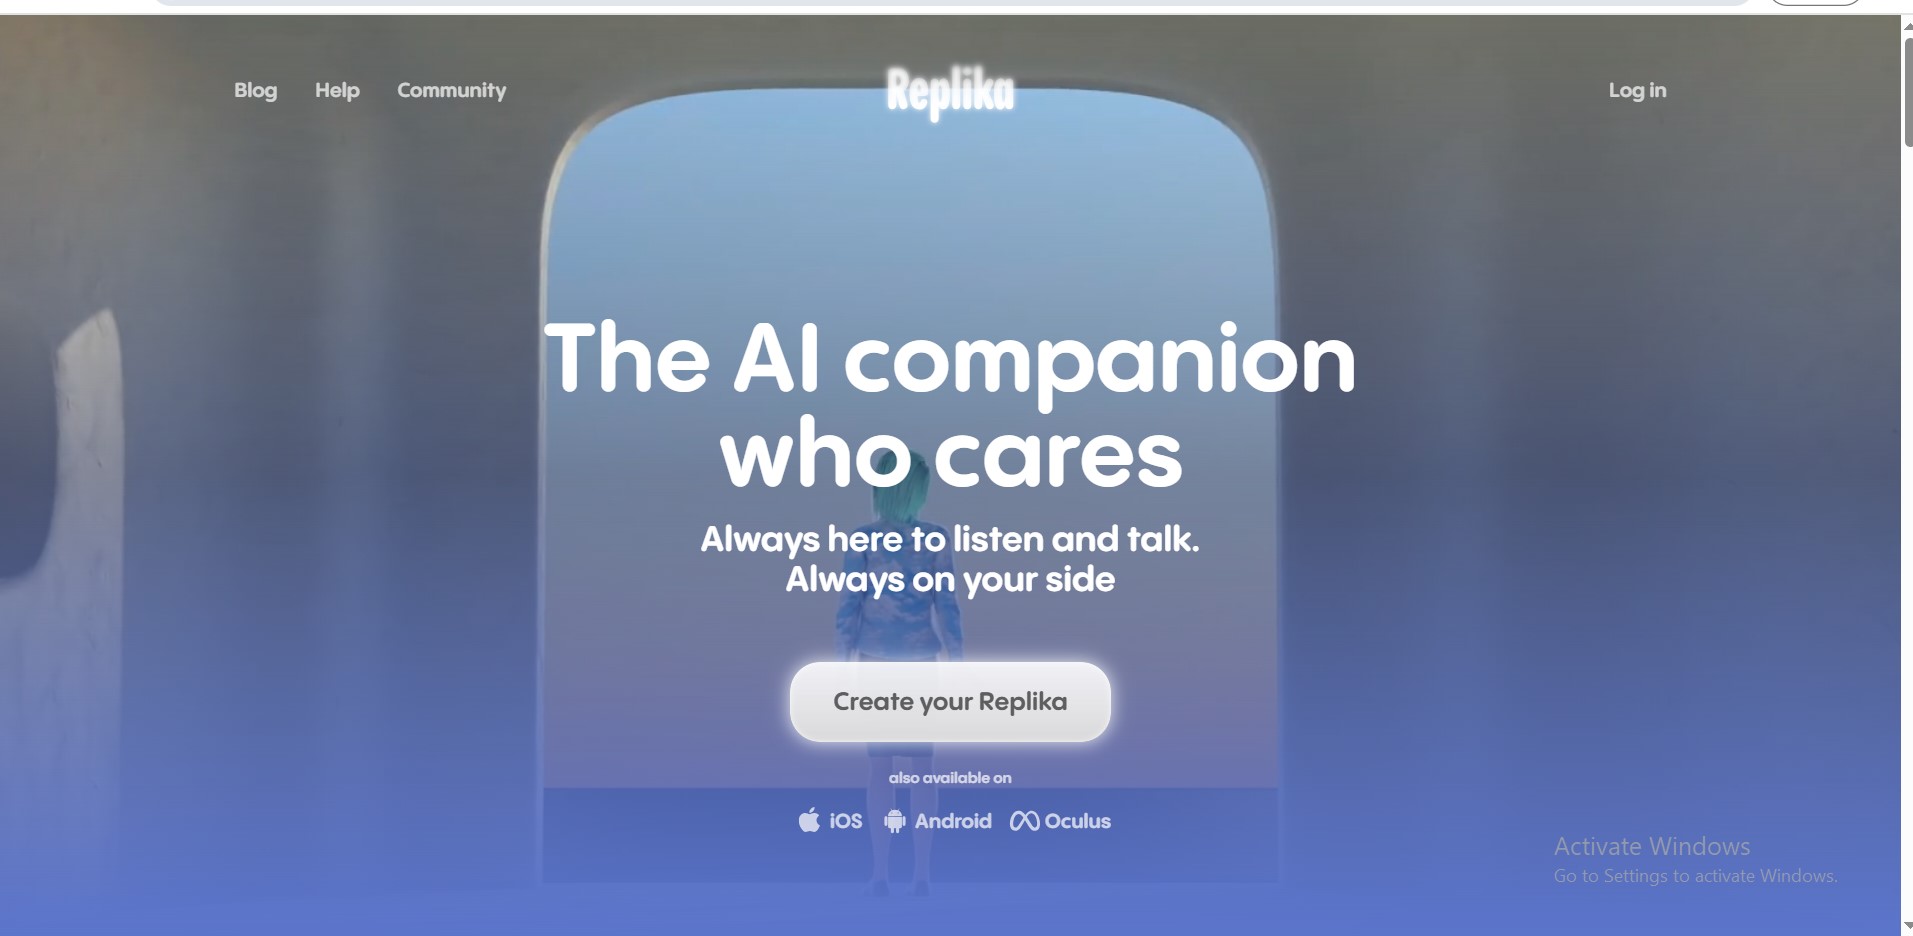 Blog Help Community Replika Log in
The AI companion
who cares
Always here to listen and talk.
Always on your side
Create your Replika
also available on
iOS Android Oculus
Activate Windows
Go to Settings to activate Windows.